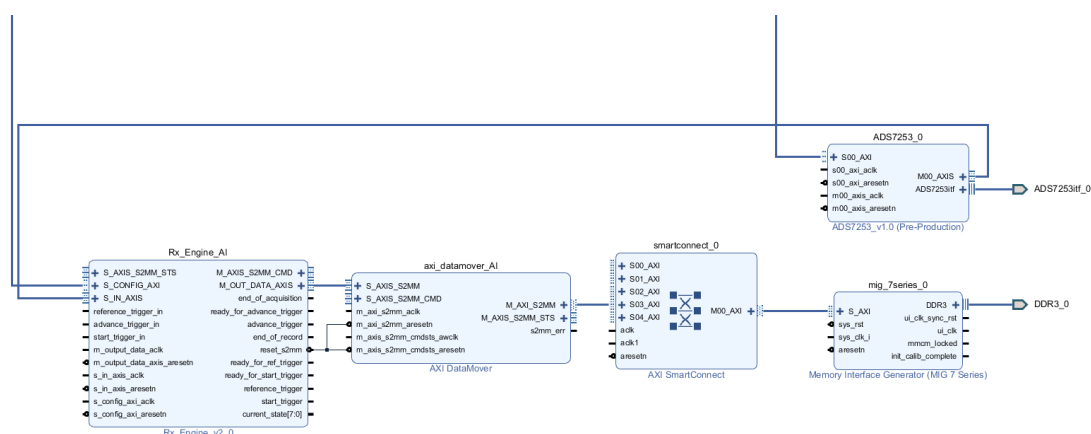 ADS7253_0
S00_AXI
s00_axi_aclk
s00_axi_aresetn
m00_axis_aclk
m00_axis_aresetn
M00_AXIS
ADS7253itf
ADS7253itf_0
ADS7253_v1.0 (Pre-Production)
Rx_Engine_AI
S_AXIS_S2MM_STS
S_CONFIG_AXI
S_IN_AXIS
reference_trigger_in
advance_trigger_in
start_trigger_in
m_output_data_aclk
m_output_data_axis_aresetn
s_in_axis_aclk
s_in_axis_aresetn
s_config_axi_aclk
s_config_axi_aresetn
M_AXIS_S2MM_CMD
M_OUT_DATA_AXIS
end_of_acquisition
ready_for_advance_trigger
advance_trigger
end_of_record
reset_s2mm
ready_for_ref_trigger
ready_for_start_trigger
reference_trigger
current_state[7:0]
Rx_Engine_v2_0
axi_datamover_AI
S_AXIS_S2MM
S_AXIS_S2MM_CMD
m_axi_s2mm_aclk
m_axi_s2mm_aresetn
m_axis_s2mm_cmdsts_awclk
m_axis_s2mm_cmdsts_aresetn
M_AXI_S2MM
M_AXIS_S2MM_STS
s2mm_err
AXI DataMover
smartconnect_0
S00_AXI
S01_AXI
S02_AXI
S03_AXI
S04_AXI
aclk
aclk1
aresetn
M00_AXI
AXI SmartConnect
mig_7series_0
S_AXI
sys_rst
sys_clk_i
aresetn
DDR3
ui_clk_sync_rst
ui_clk
mmcm_locked
init_calib_complete
DDR3_0
Memory Interface Generator (MIG 7 Series)